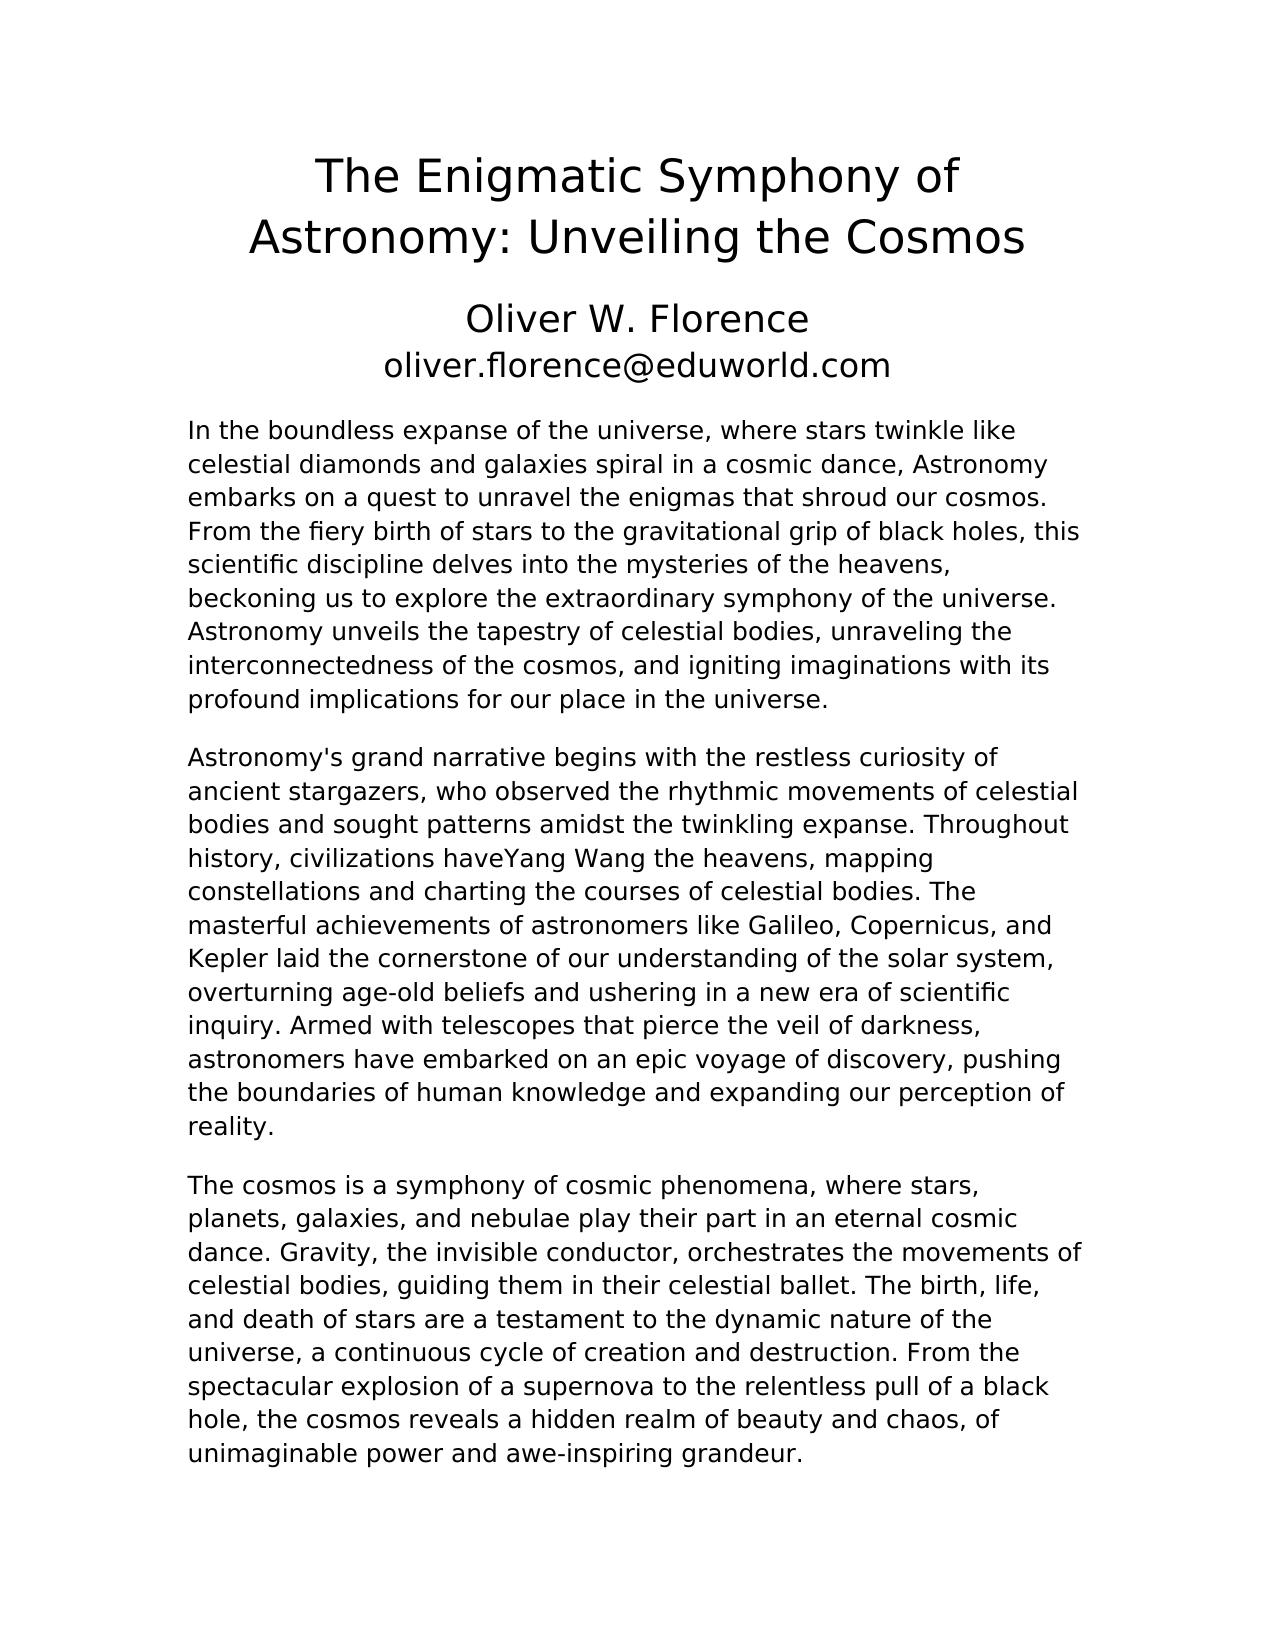 The Enigmatic Symphony of
Astronomy: Unveiling the Cosmos
Oliver W. Florence
oliver.florence@eduworld.com
In the boundless expanse of the universe, where stars twinkle like
celestial diamonds and galaxies spiral in a cosmic dance, Astronomy
embarks on a quest to unravel the enigmas that shroud our cosmos.
From the fiery birth of stars to the gravitational grip of black holes, this
scientific discipline delves into the mysteries of the heavens,
beckoning us to explore the extraordinary symphony of the universe.
Astronomy unveils the tapestry of celestial bodies, unraveling the
interconnectedness of the cosmos, and igniting imaginations with its
profound implications for our place in the universe.
Astronomy's grand narrative begins with the restless curiosity of
ancient stargazers, who observed the rhythmic movements of celestial
bodies and sought patterns amidst the twinkling expanse. Throughout
history, civilizations haveYang Wang the heavens, mapping
constellations and charting the courses of celestial bodies. The
masterful achievements of astronomers like Galileo, Copernicus, and
Kepler laid the cornerstone of our understanding of the solar system,
overturning age-old beliefs and ushering in a new era of scientific
inquiry. Armed with telescopes that pierce the veil of darkness,
astronomers have embarked on an epic voyage of discovery, pushing
the boundaries of human knowledge and expanding our perception of
reality.
The cosmos is a symphony of cosmic phenomena, where stars,
planets, galaxies, and nebulae play their part in an eternal cosmic
dance. Gravity, the invisible conductor, orchestrates the movements of
celestial bodies, guiding them in their celestial ballet. The birth, life,
and death of stars are a testament to the dynamic nature of the
universe, a continuous cycle of creation and destruction. From the
spectacular explosion of a supernova to the relentless pull of a black
hole, the cosmos reveals a hidden realm of beauty and chaos, of
unimaginable power and awe-inspiring grandeur.